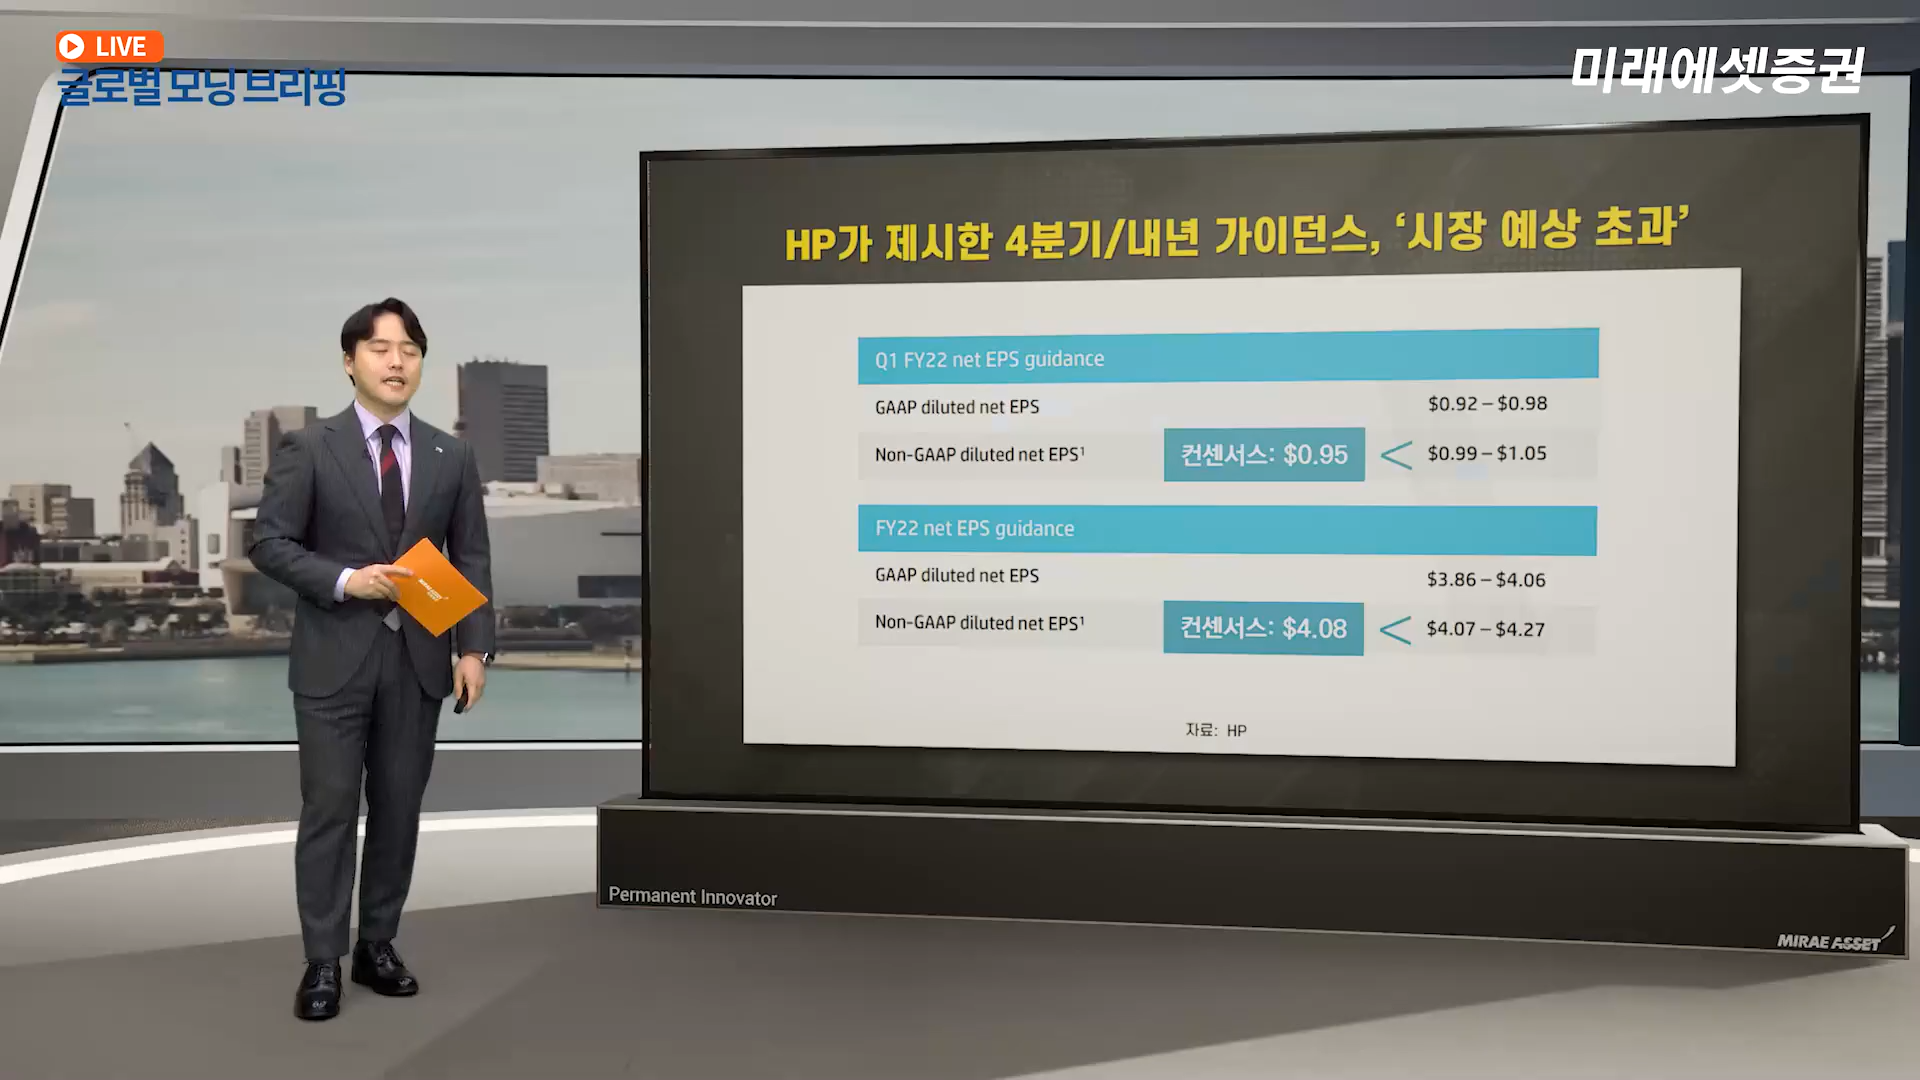 LIVE
글로벌 모닝 브리핑
미래에셋증권
HP가 제시한 4분기/내년 가이던스, ‘시장 예상 초과’
Q1 FY22 net EPS guidance
GAAP diluted net EPS $0.92 – $0.98
Non-GAAP diluted net EPS¹ 컨센서스: $0.95 < $0.99 – $1.05
FY22 net EPS guidance
GAAP diluted net EPS $3.86 – $4.06
Non-GAAP diluted net EPS¹ 컨센서스: $4.08 < $4.07 – $4.27
자료: HP
Permanent Innovator
MIRAE ASSET